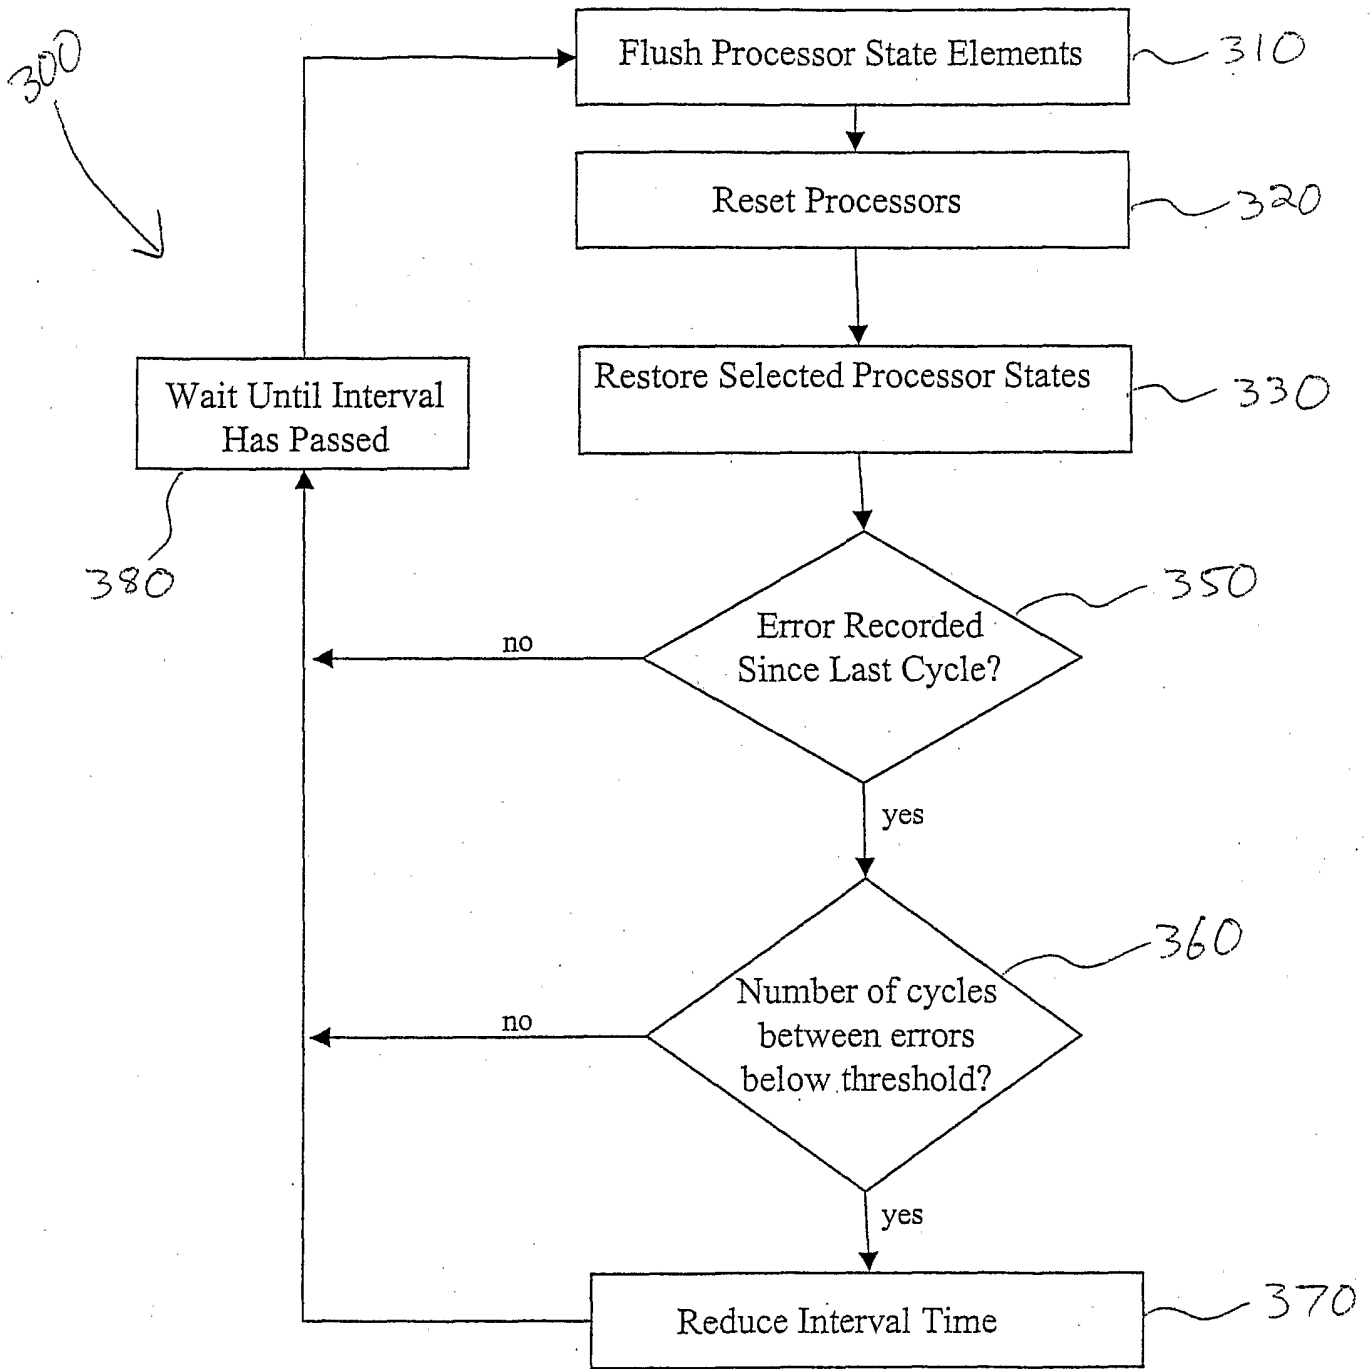 300
Flush Processor State Elements
310
Reset Processors
320
Restore Selected Processor States
330
Wait Until Interval
Has Passed
380
Error Recorded
Since Last Cycle?
350
no
yes
Number of cycles
between errors
below threshold?
360
no
yes
Reduce Interval Time
370